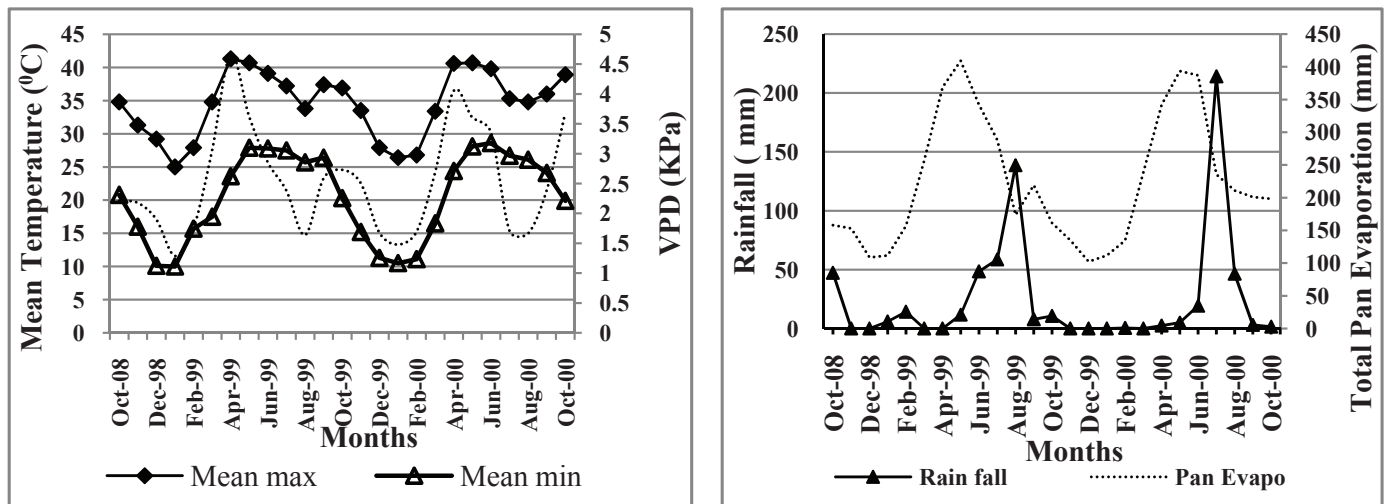 45
40
35
30
25
20
15
10
5
0
Mean Temperature (⁰C)
5
4.5
4
3.5
3
2.5
2
1.5
1
0.5
0
VPD (KPa)
Oct-08
Dec-98
Feb-99
Apr-99
Jun-99
Aug-99
Oct-99
Dec-99
Feb-00
Apr-00
Jun-00
Aug-00
Oct-00
Months
Mean max
Mean min
250
200
150
100
50
0
Rainfall ( mm)
450
400
350
300
250
200
150
100
50
0
Total Pan Evaporation (mm)
Oct-08
Dec-98
Feb-99
Apr-99
Jun-99
Aug-99
Oct-99
Dec-99
Feb-00
Apr-00
Jun-00
Aug-00
Oct-00
Months
Rain fall
Pan Evapo